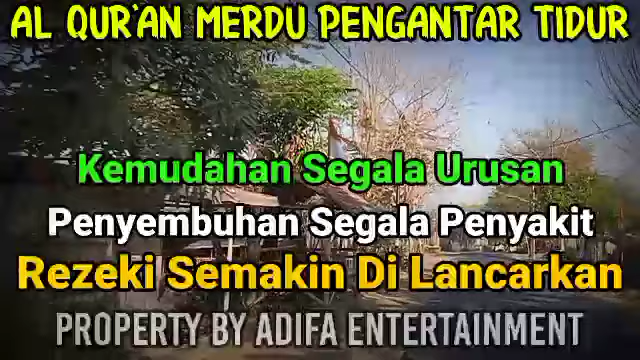 AL QUR'AN MERDU PENGANTAR TIDUR
Kemudahan Segala Urusan
Penyembuhan Segala Penyakit
Rezeki Semakin Di Lancarkan
PROPERTY BY ADIFA ENTERTAINMENT